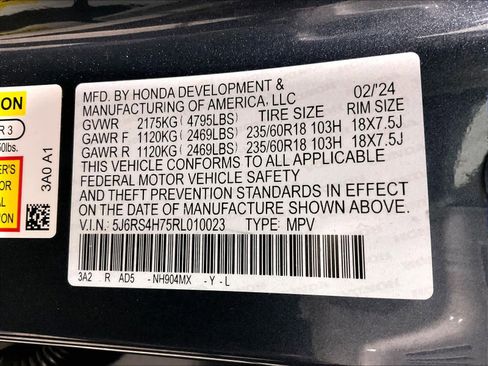 MFD. BY HONDA DEVELOPMENT & 02/'24
MANUFACTURING OF AMERICA, LLC
GVWR 2175KG ( 4795LBS) TIRE SIZE RIM SIZE
GAWR F 1120KG ( 2469LBS) 235/60R18 103H 18X7.5J
GAWR R 1120KG ( 2469LBS) 235/60R18 103H 18X7.5J
THIS VEHICLE CONFORMS TO ALL APPLICABLE
FEDERAL MOTOR VEHICLE SAFETY
AND THEFT PREVENTION STANDARDS IN EFFECT
ON THE DATE OF MANUFACTURE SHOWN ABOVE.
V.I.N.: 5J6RS4H75RL010023 TYPE: MPV
3A2 R AD5 -NH904MX -Y-L
3A0 A1
R 3
lbs.